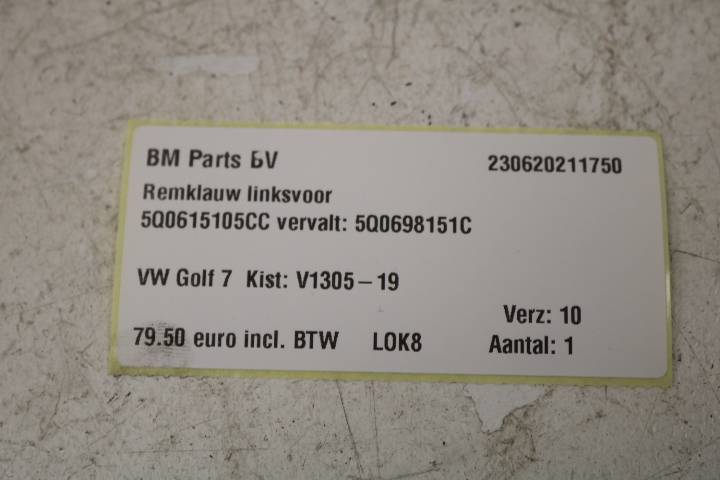 BM Parts BV 230620211750
Remklauw linksvoor
5Q0615105CC vervalt: 5Q0698151C
VW Golf 7 Kist: V1305-19
Verz: 10
79.50 euro incl. BTW LOK8 Aantal: 1